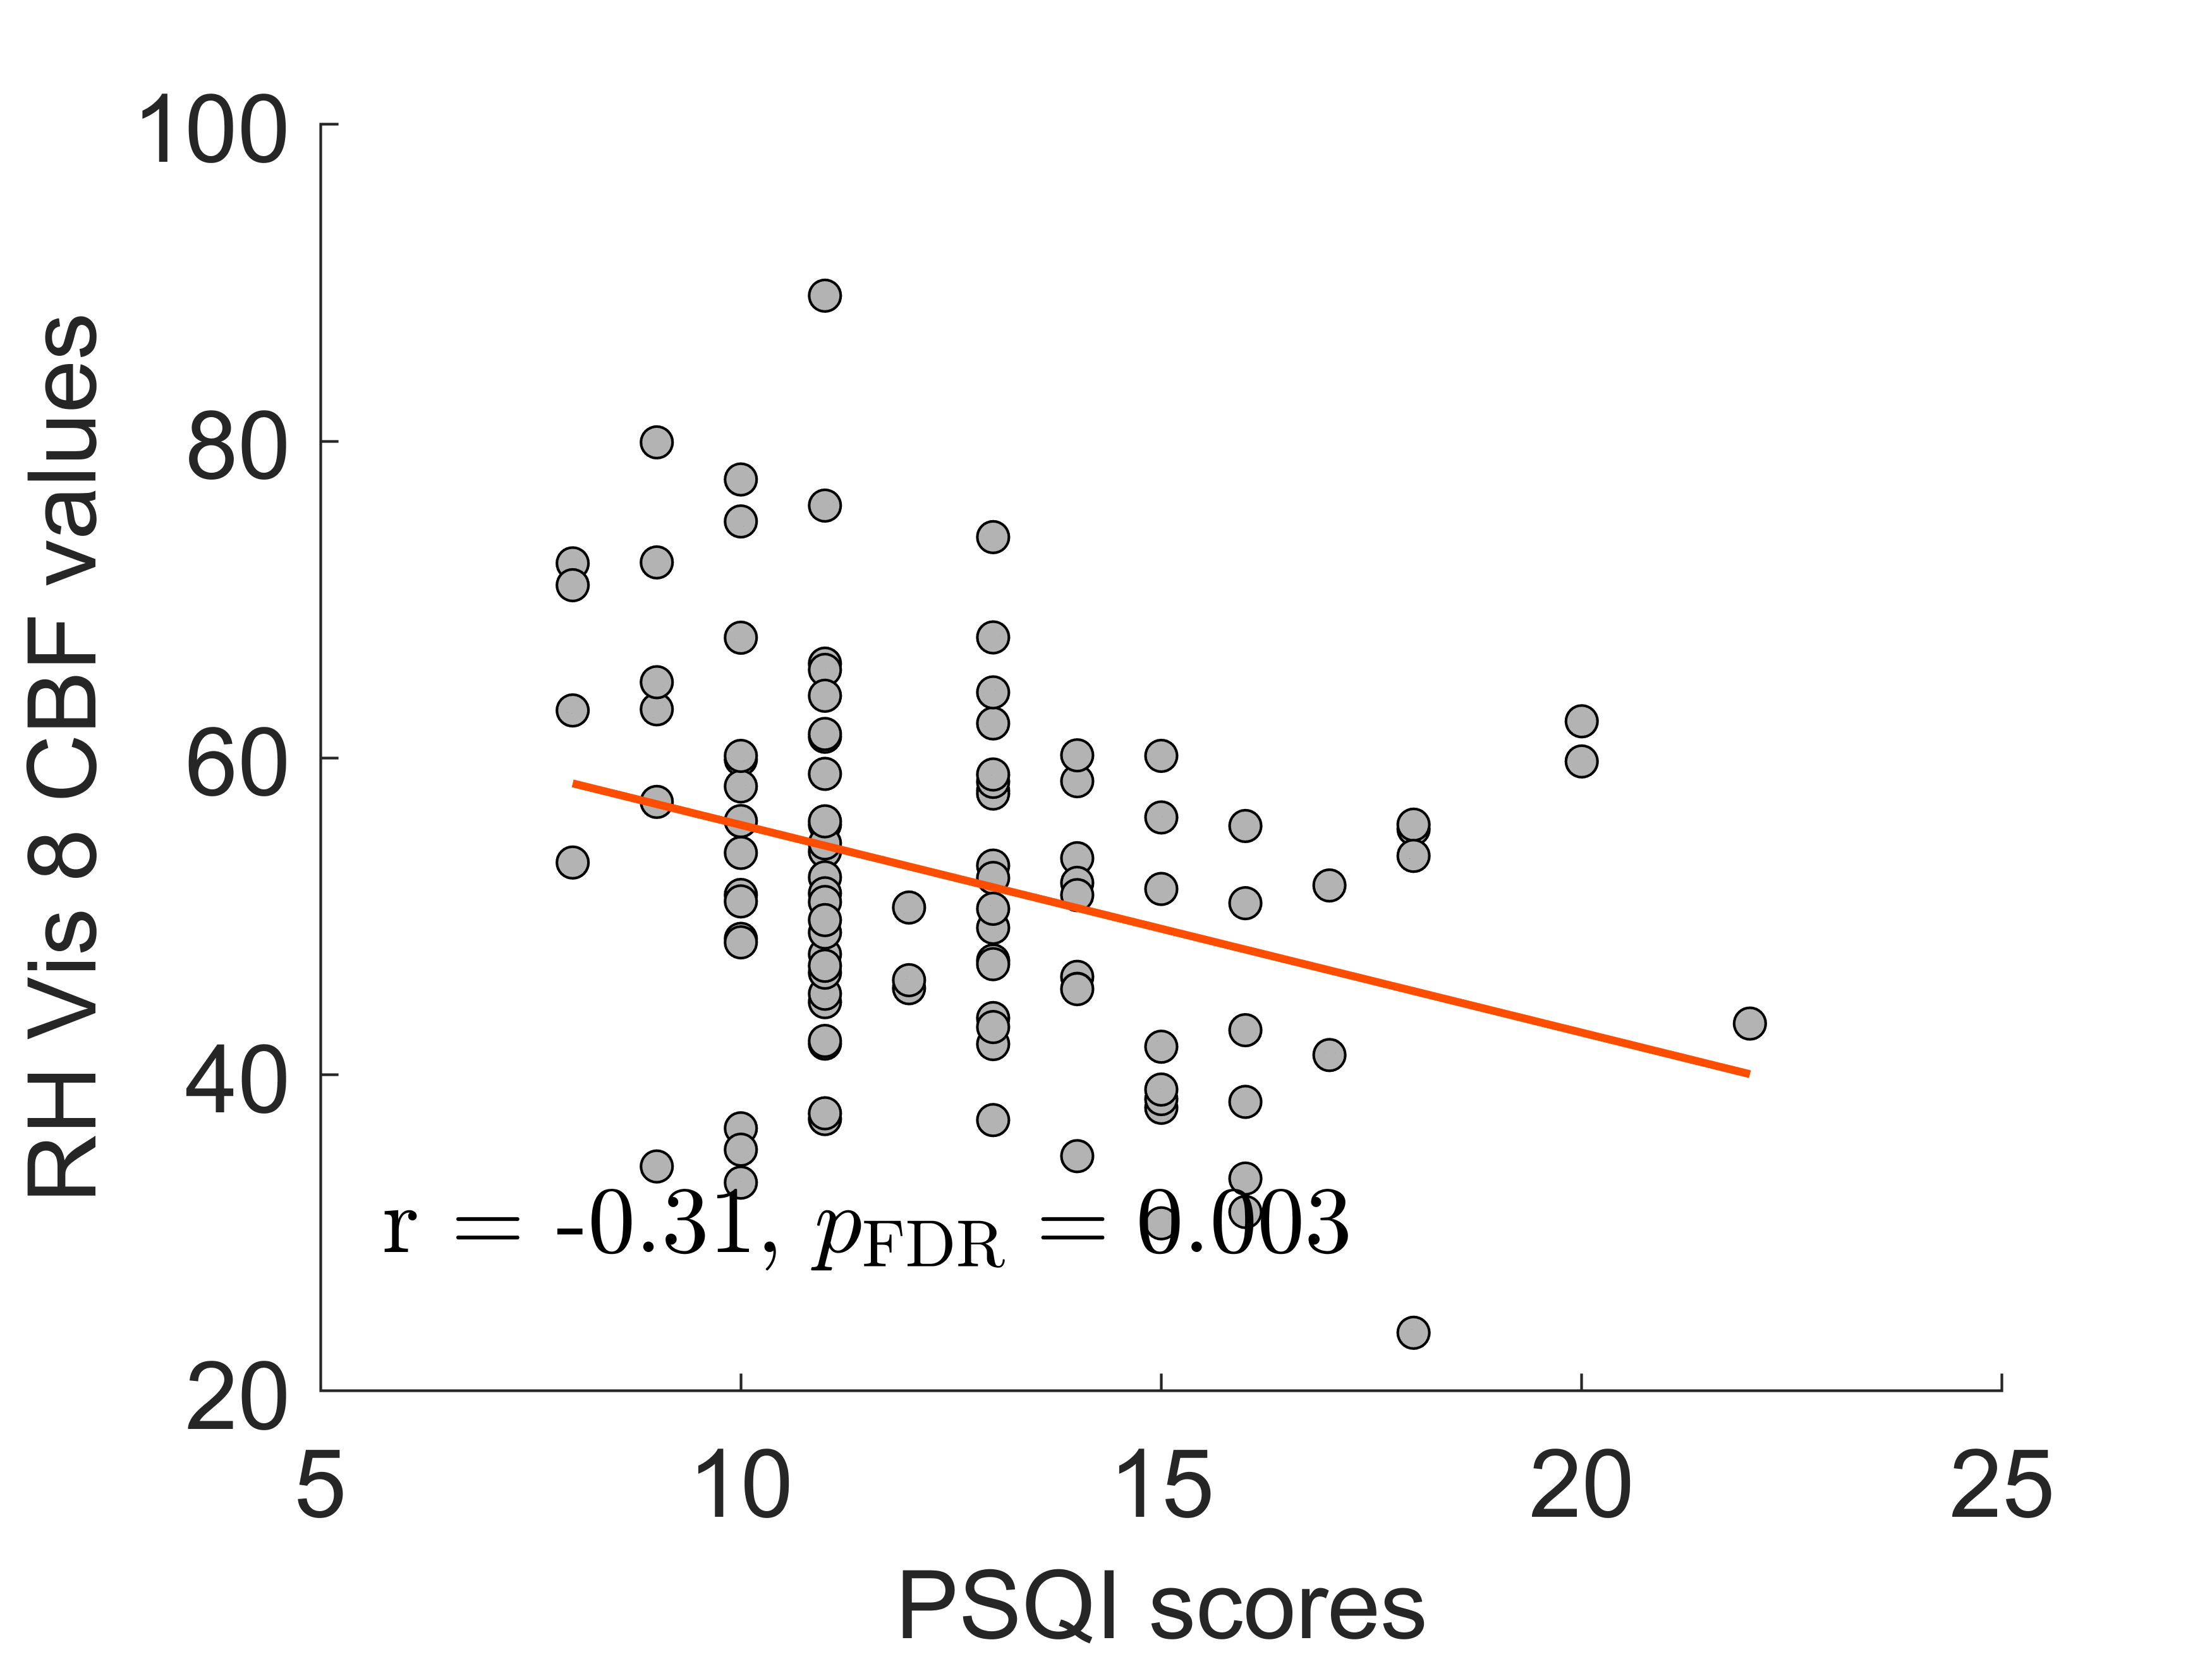 100
80
60
40
20
RH Vis 8 CBF values
r = -0.31, pFDR = 0.003
5 10 15 20 25
PSQI scores